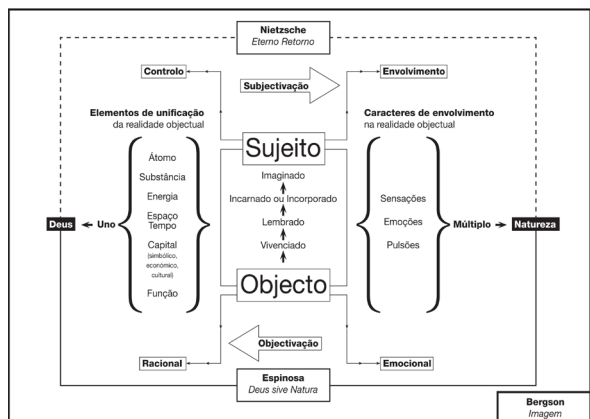 Nietzsche
Eterno Retorno
Controlo
Subjectivação
Envolvimento
Elementos de unificação
da realidade objectual
Caracteres de envolvimento
na realidade objectual
Sujeito
Átomo
Substância
Energia
Espaço
Tempo
Capital
(simbólico,
económico,
cultural)
Função
Imaginado
Incarnado ou Incorporado
Lembrado
Vivenciado
Sensações
Emoções
Pulsões
Deus
Uno
Múltiplo
Natureza
Objecto
Objectivação
Racional
Emocional
Espinosa
Deus sive Natura
Bergson
Imagem